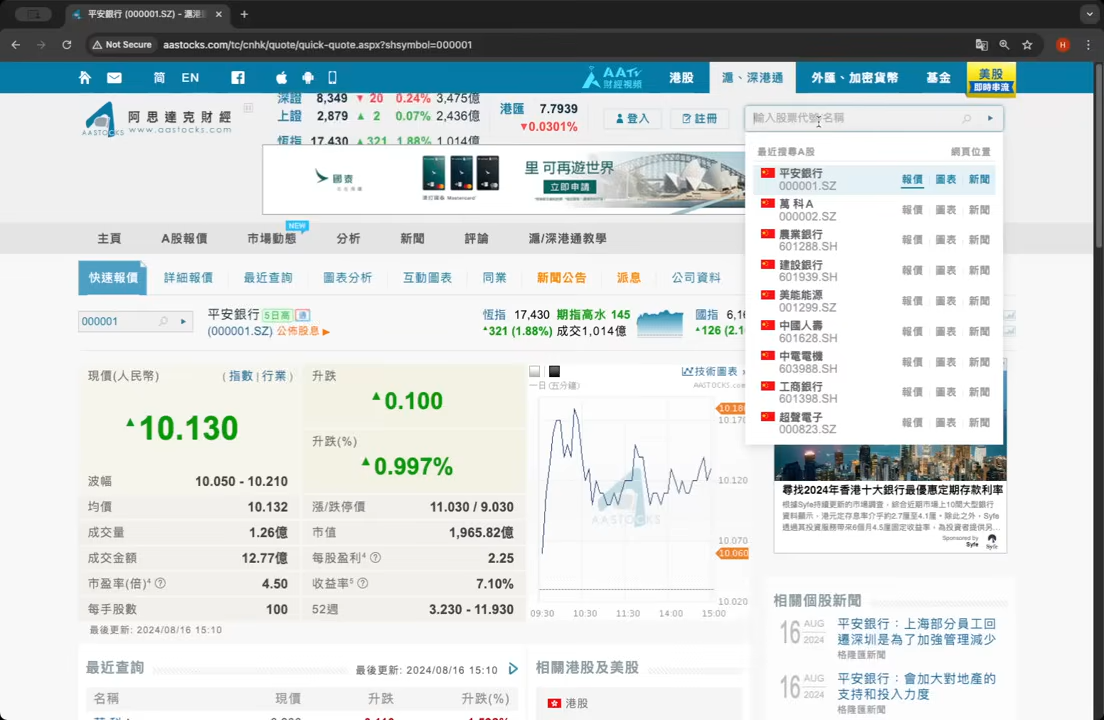 平安銀行 (000001.SZ) - 滬港
Not Secure
aastocks.com/tc/cnhk/quote/quick-quote.aspx?shsymbol=000001
H
简 EN
AATV 財經視頻
港股
滬、深港通
外匯、加密貨幣
基金
美股
即時串流
AASTOCKS
阿思達克財經
www.aastocks.com
深證 8,349 ▼ 20 0.24% 3,475億
上證 2,879 ▲ 2 0.07% 2,436億
恆指 17,430 ▲ 321 1.88% 1,014億
港匯 7.7939
▼0.0301%
登入
註冊
輸入股票代號/名稱
國泰
里 可再遊世界
立即申請
最近搜尋A股 網頁位置
平安銀行
000001.SZ
報價 圖表 新聞
萬 科Ａ
000002.SZ
報價 圖表 新聞
農業銀行
601288.SH
報價 圖表 新聞
建設銀行
601939.SH
報價 圖表 新聞
美能能源
001299.SZ
報價 圖表 新聞
中國人壽
601628.SH
報價 圖表 新聞
中電電機
603988.SH
報價 圖表 新聞
工商銀行
601398.SH
報價 圖表 新聞
超聲電子
000823.SZ
報價 圖表 新聞
NEW
主頁 A股報價 市場動態 分析 新聞 評論 滬/深港通教學
快速報價 詳細報價 最近查詢 圖表分析 互動圖表 同業 新聞公告 派息 公司資料
000001
平安銀行 5日高 通
(000001.SZ) 公佈股息 ▶
恆指 17,430 期指高水 145
▲321 (1.88%) 成交1,014億
國指 6,16
▲126 (2.1
現價(人民幣) ( 指數 | 行業 )
▲10.130
升跌
▲0.100
升跌(%)
▲0.997%
波幅 10.050 - 10.210
均價 10.132
成交量 1.26億
成交金額 12.77億
市盈率(倍)⁴ 4.50
每手股數 100
漲/跌停價 11.030 / 9.030
市值 1,965.82億
每股盈利⁴ 2.25
收益率⁵ 7.10%
52週 3.230 - 11.930
最後更新: 2024/08/16 15:10
技術圖表 »
一日 (五分鐘)
AASTOCKS.co
10.180
10.170
10.120
10.070
10.060
10.020
AASTOCKS
09:30 10:30 11:30 14:00 15:00
尋找2024年香港十大銀行最優惠定期存款利率
Sponsored by
Syfe
Syfe
相關個股新聞
16 AUG 2024
平安銀行：上海部分員工回
遷深圳是為了加強管理減少
格隆匯新聞
16 AUG 2024
平安銀行：會加大對地產的
支持和投入力度
格隆匯新聞
最近查詢
最後更新: 2024/08/16 15:10
名稱 現價 升跌 升跌(%)
相關港股及美股
港股